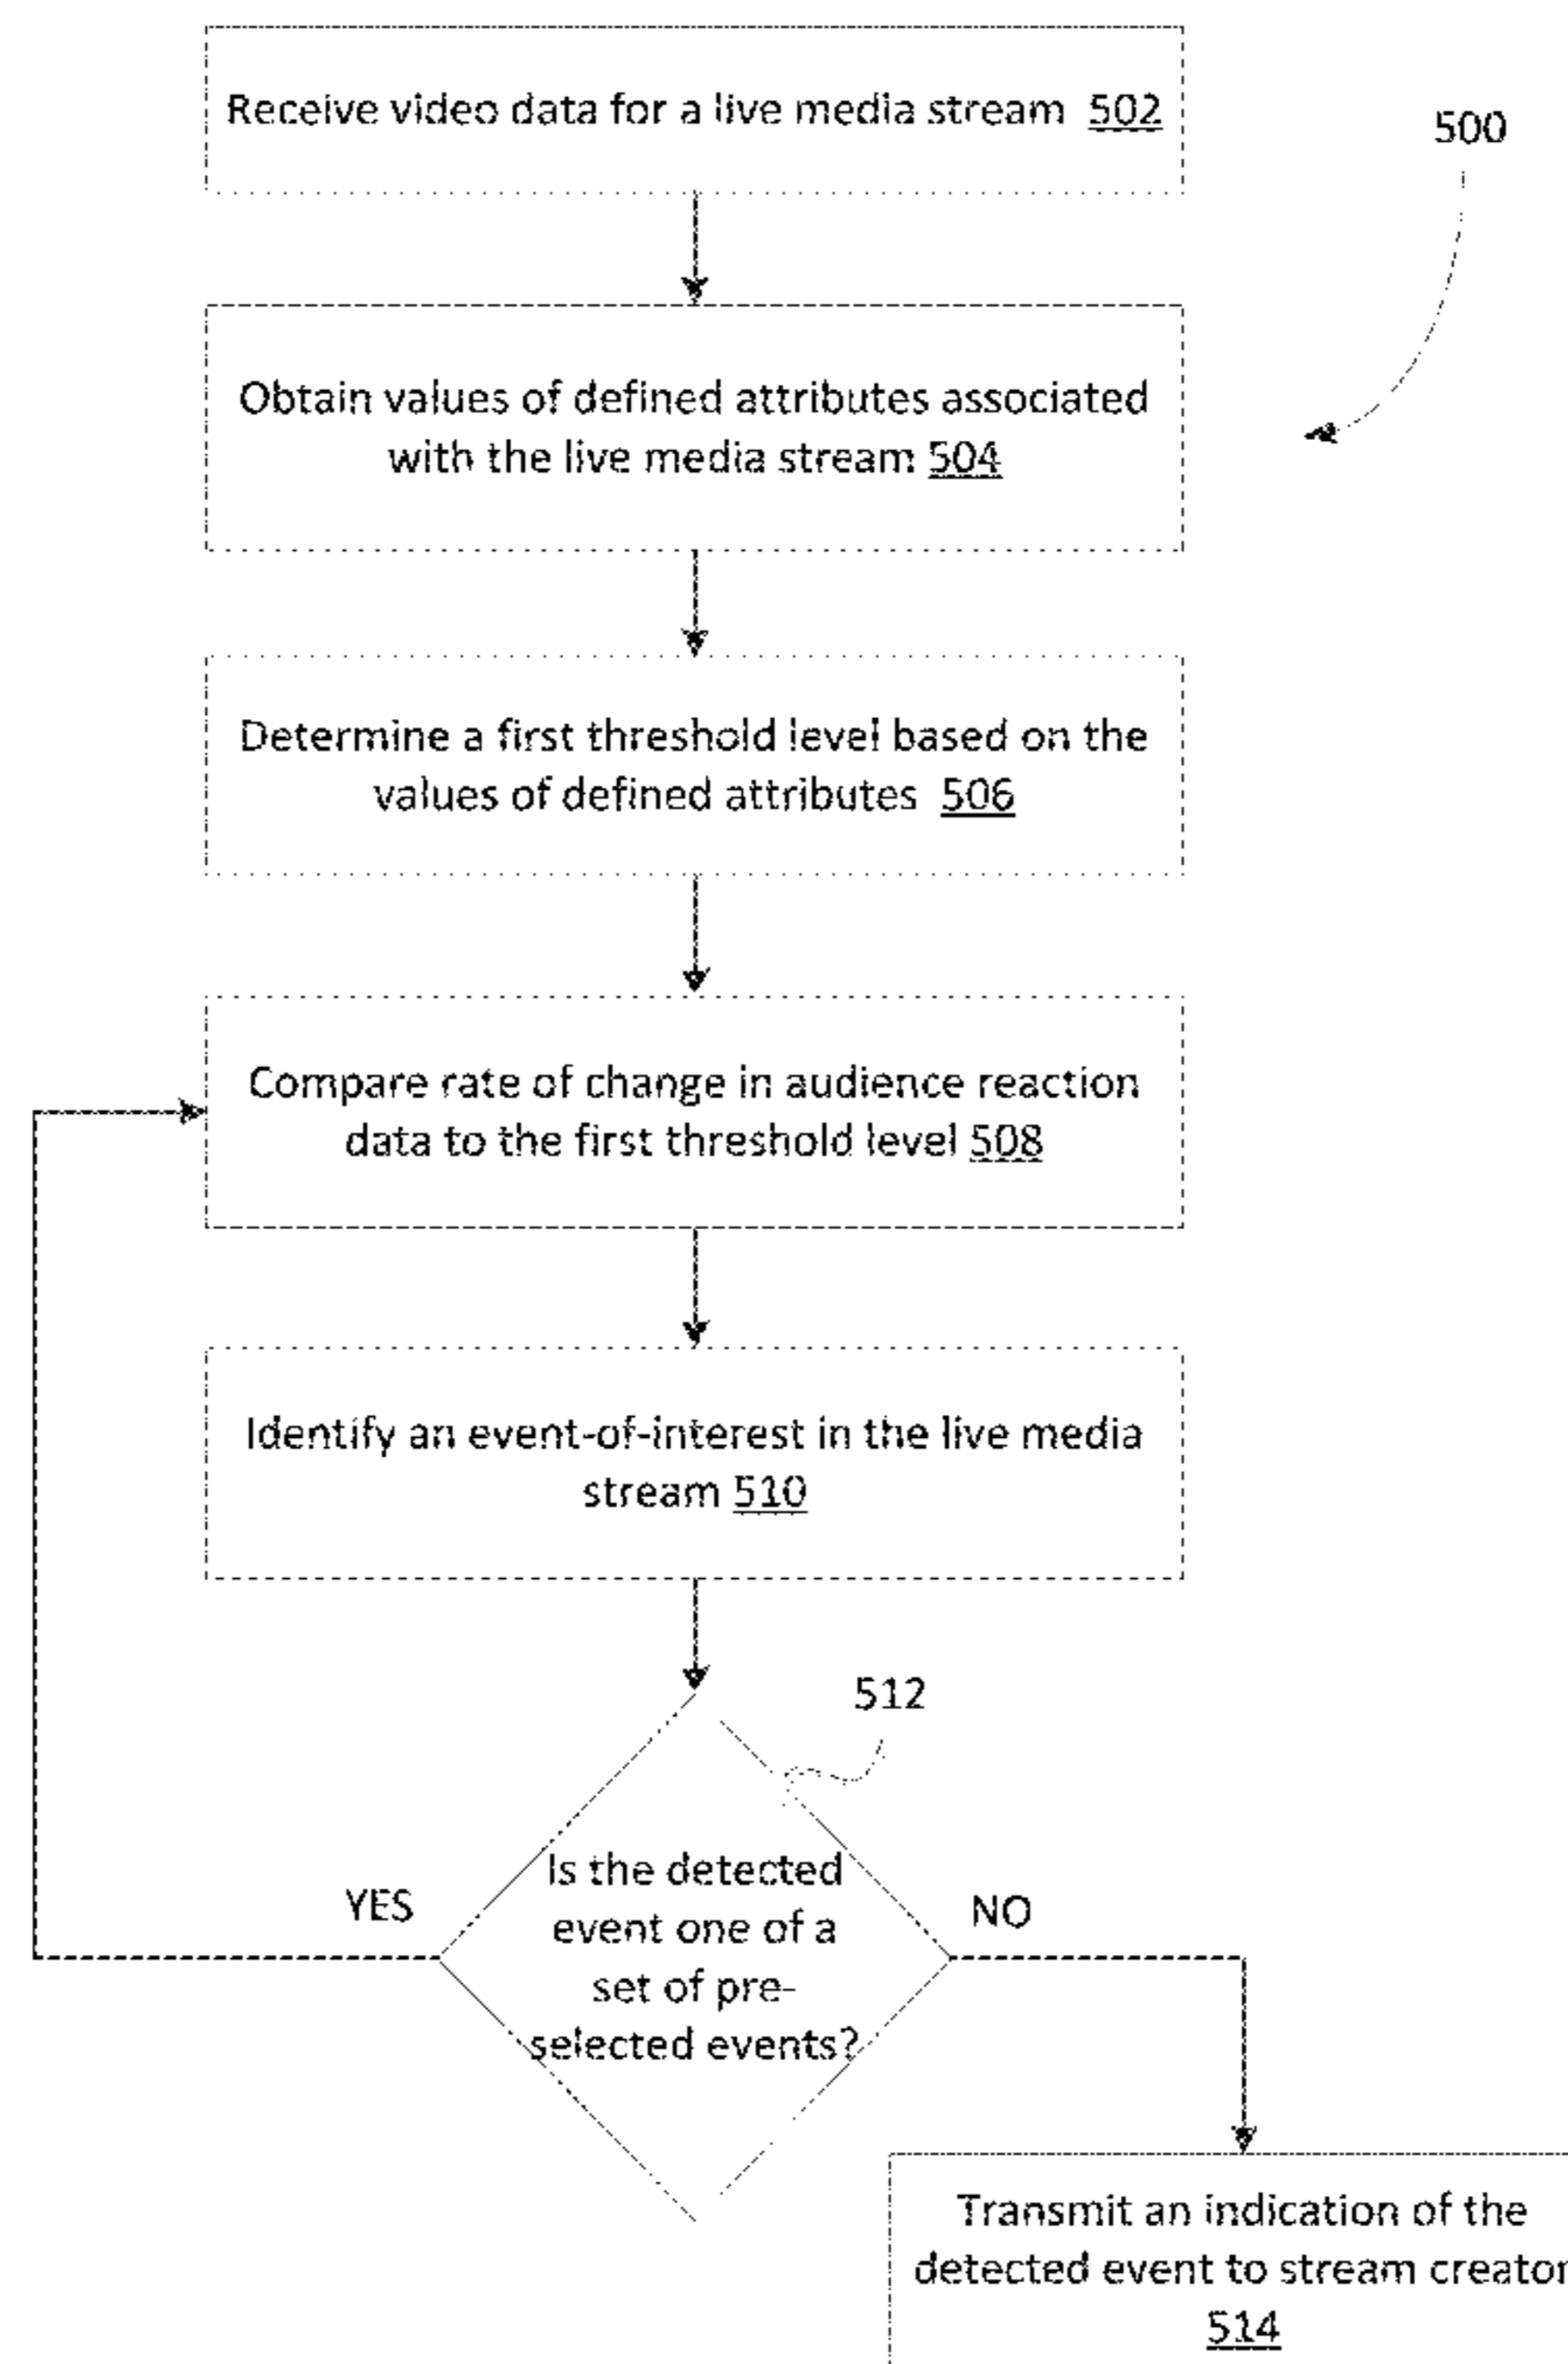 Receive video data for a live media stream 502
500
Obtain values of defined attributes associated
with the live media stream 504
Determine a first threshold level based on the
values of defined attributes 506
Compare rate of change in audience reaction
data to the first threshold level 508
Identify an event-of-interest in the live media
stream 510
512
Is the detected
event one of a
set of pre-
selected events?
YES
NO
Transmit an indication of the
detected event to stream creator
514